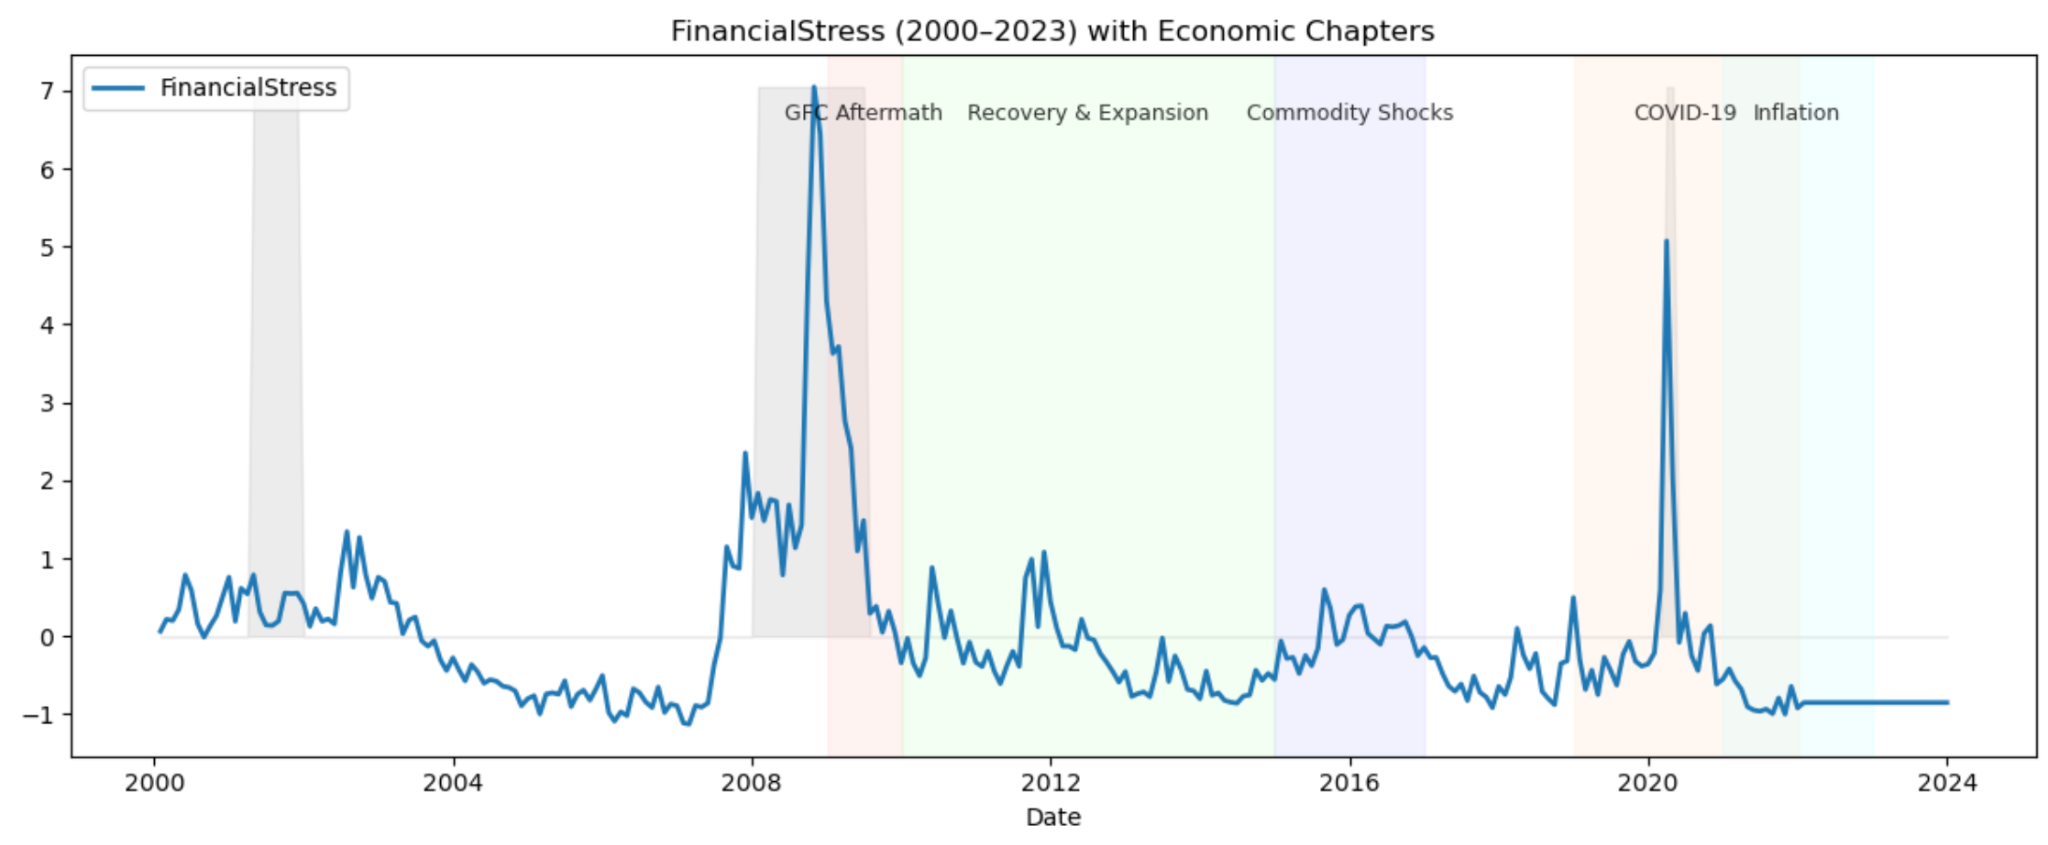 FinancialStress (2000–2023) with Economic Chapters
FinancialStress
GFC Aftermath
Recovery & Expansion
Commodity Shocks
COVID-19
Inflation
7
6
5
4
3
2
1
0
−1
2000
2004
2008
2012
2016
2020
2024
Date